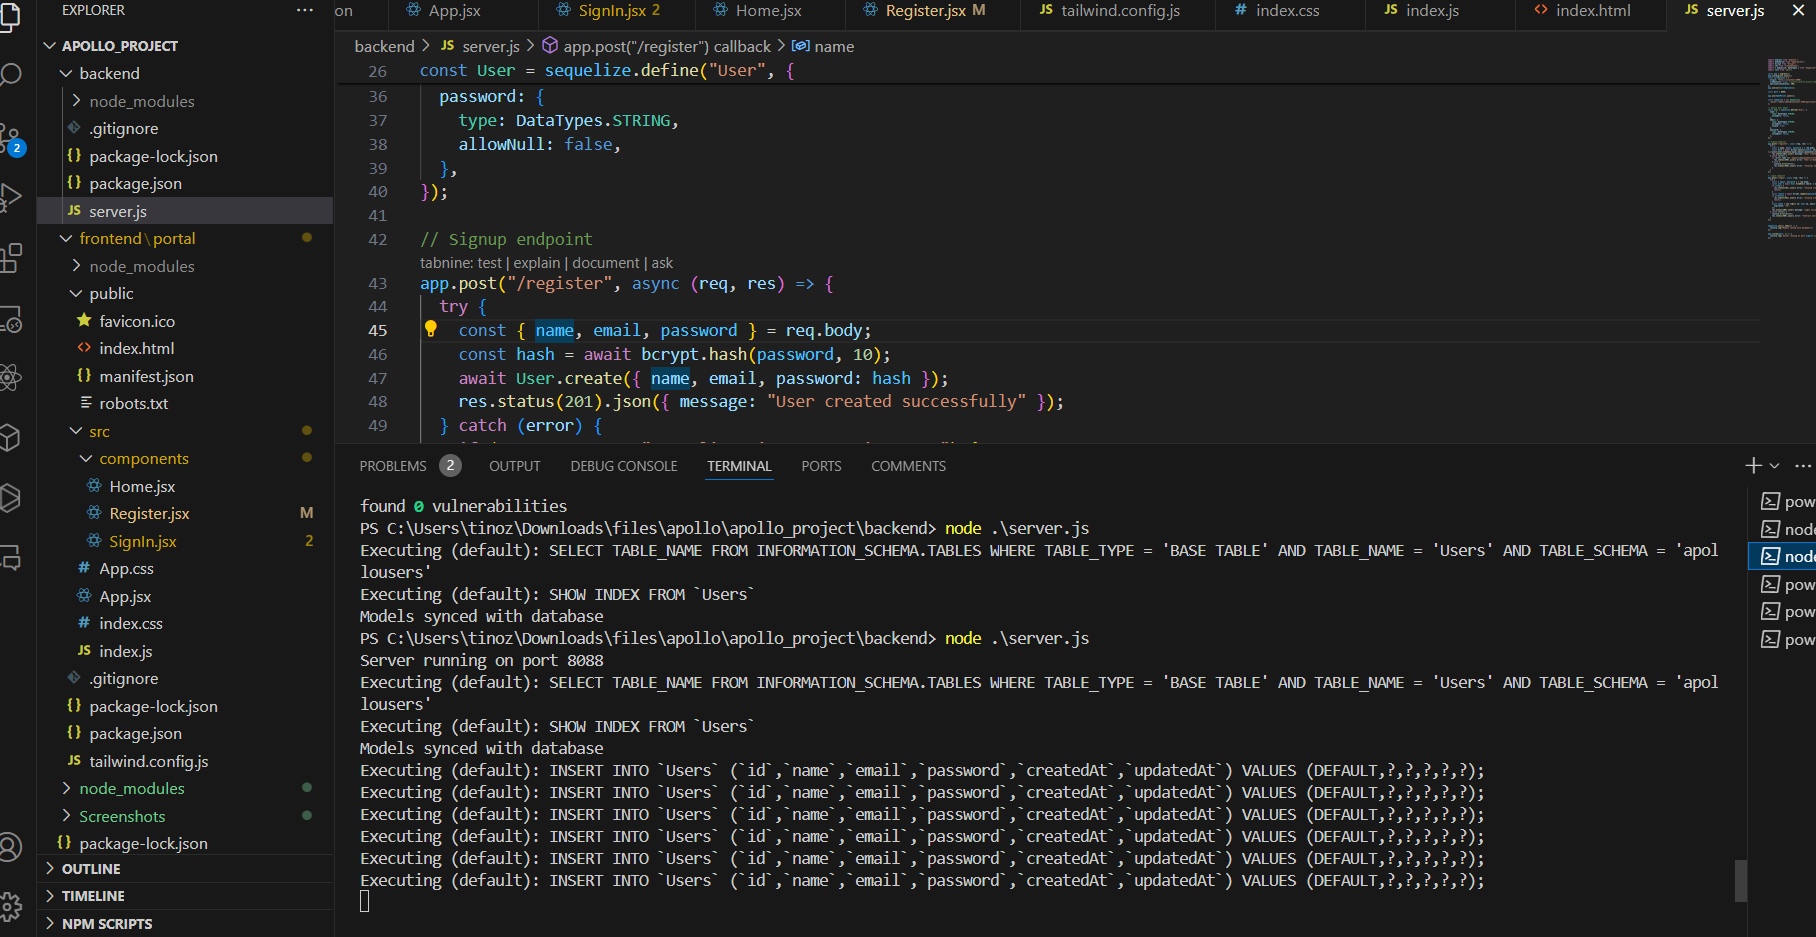 EXPLORER
APOLLO_PROJECT
backend
node_modules
.gitignore
package-lock.json
package.json
JS server.js
frontend\portal
node_modules
public
favicon.ico
index.html
manifest.json
robots.txt
src
components
Home.jsx
Register.jsx M
SignIn.jsx 2
# App.css
App.jsx
# index.css
JS index.js
.gitignore
package-lock.json
package.json
JS tailwind.config.js
node_modules
Screenshots
package-lock.json
OUTLINE
TIMELINE
NPM SCRIPTS
2
on App.jsx SignIn.jsx 2 Home.jsx Register.jsx M JS tailwind.config.js # index.css JS index.js index.html JS server.js
backend > JS server.js > app.post("/register") callback > name
26 const User = sequelize.define("User", {
36 password: {
37 type: DataTypes.STRING,
38 allowNull: false,
39 },
40 });
41
42 // Signup endpoint
tabnine: test | explain | document | ask
43 app.post("/register", async (req, res) => {
44 try {
45 const { name, email, password } = req.body;
46 const hash = await bcrypt.hash(password, 10);
47 await User.create({ name, email, password: hash });
48 res.status(201).json({ message: "User created successfully" });
49 } catch (error) {
PROBLEMS 2 OUTPUT DEBUG CONSOLE TERMINAL PORTS COMMENTS
found 0 vulnerabilities
PS C:\Users\tinoz\Downloads\files\apollo\apollo_project\backend> node .\server.js
Executing (default): SELECT TABLE_NAME FROM INFORMATION_SCHEMA.TABLES WHERE TABLE_TYPE = 'BASE TABLE' AND TABLE_NAME = 'Users' AND TABLE_SCHEMA = 'apol
lousers'
Executing (default): SHOW INDEX FROM `Users`
Models synced with database
PS C:\Users\tinoz\Downloads\files\apollo\apollo_project\backend> node .\server.js
Server running on port 8088
Executing (default): SELECT TABLE_NAME FROM INFORMATION_SCHEMA.TABLES WHERE TABLE_TYPE = 'BASE TABLE' AND TABLE_NAME = 'Users' AND TABLE_SCHEMA = 'apol
lousers'
Executing (default): SHOW INDEX FROM `Users`
Models synced with database
Executing (default): INSERT INTO `Users` (`id`,`name`,`email`,`password`,`createdAt`,`updatedAt`) VALUES (DEFAULT,?,?,?,?,?);
Executing (default): INSERT INTO `Users` (`id`,`name`,`email`,`password`,`createdAt`,`updatedAt`) VALUES (DEFAULT,?,?,?,?,?);
Executing (default): INSERT INTO `Users` (`id`,`name`,`email`,`password`,`createdAt`,`updatedAt`) VALUES (DEFAULT,?,?,?,?,?);
Executing (default): INSERT INTO `Users` (`id`,`name`,`email`,`password`,`createdAt`,`updatedAt`) VALUES (DEFAULT,?,?,?,?,?);
Executing (default): INSERT INTO `Users` (`id`,`name`,`email`,`password`,`createdAt`,`updatedAt`) VALUES (DEFAULT,?,?,?,?,?);
Executing (default): INSERT INTO `Users` (`id`,`name`,`email`,`password`,`createdAt`,`updatedAt`) VALUES (DEFAULT,?,?,?,?,?);
pow
node
node
pow
pow
pow